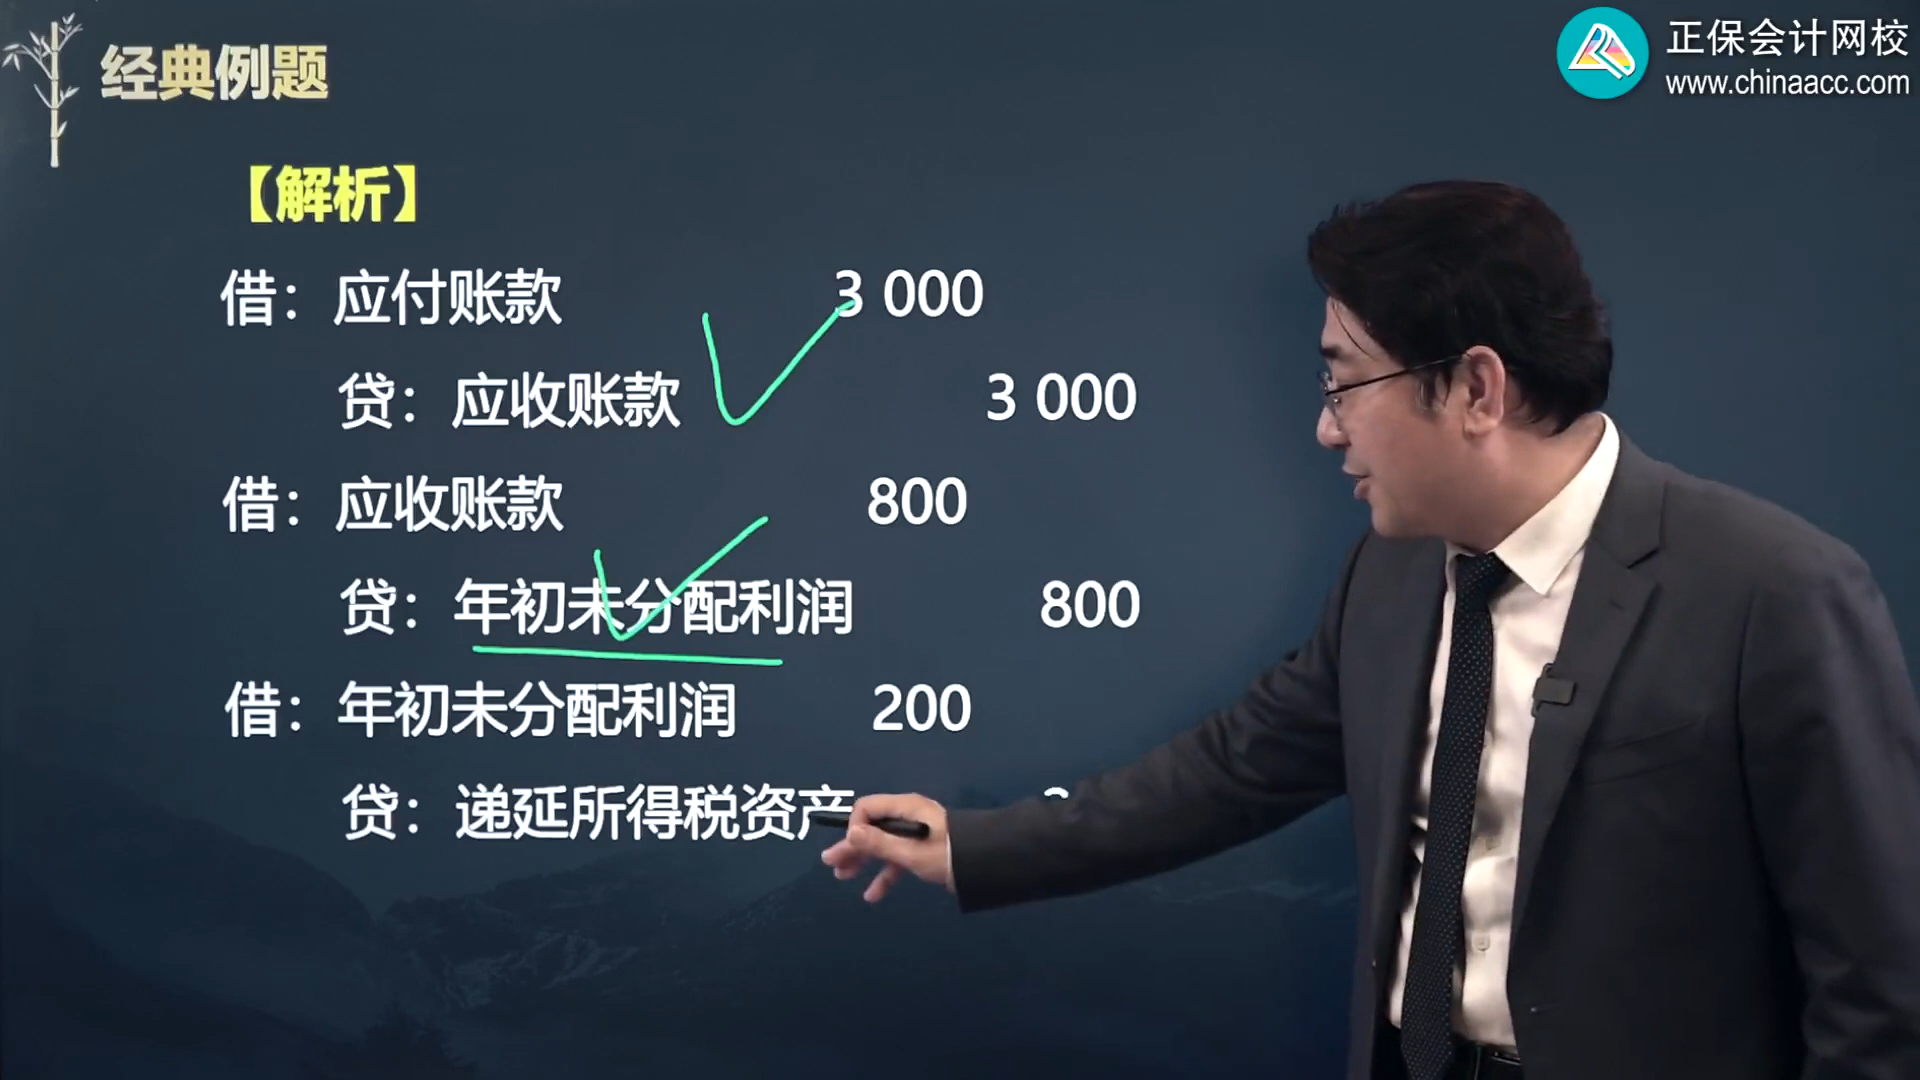 经典例题
正保会计网校
www.chinaacc.com
【解析】
借：应付账款 3 000
贷：应收账款 3 000
借：应收账款 800
贷：年初未分配利润 800
借：年初未分配利润 200
贷：递延所得税资产